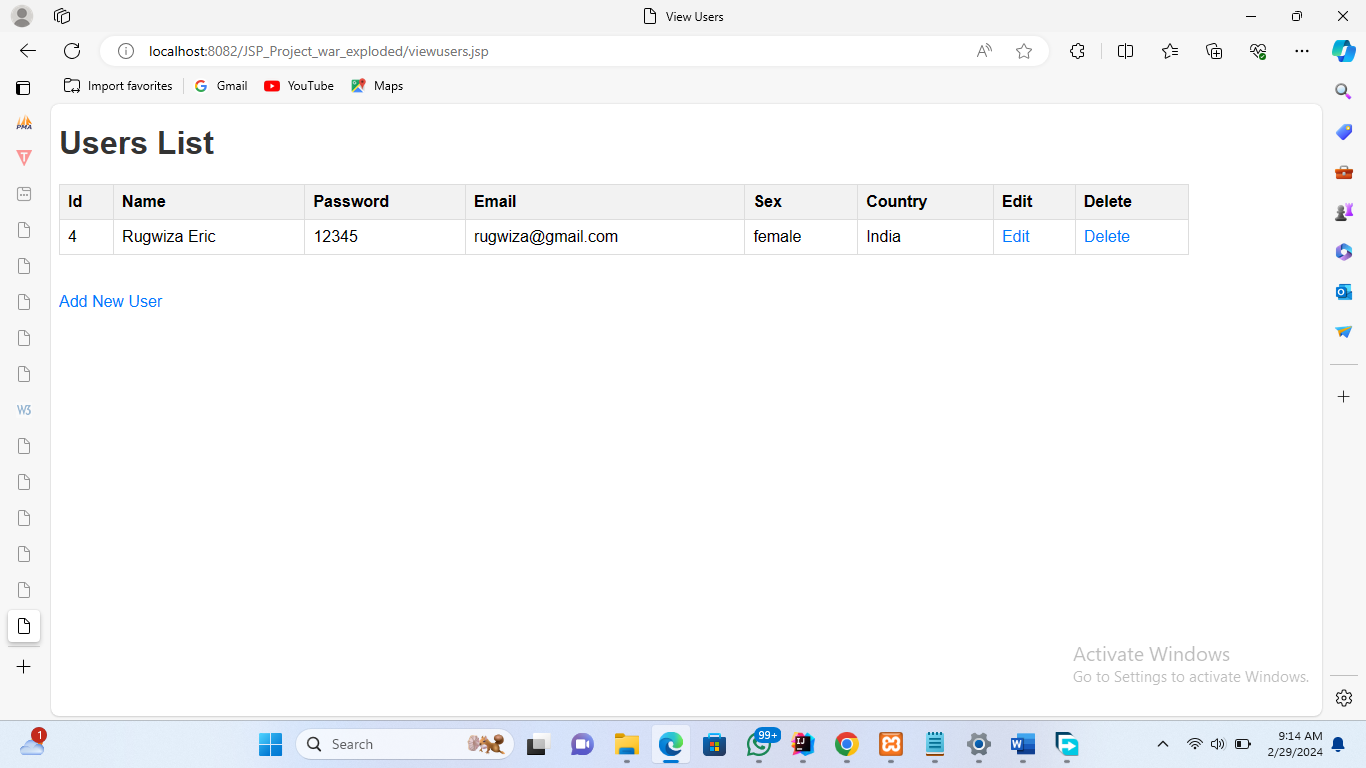 View Users
localhost:8082/JSP_Project_war_exploded/viewusers.jsp
Import favorites Gmail YouTube Maps
PMA
T
W3
Users List
Id Name Password Email Sex Country Edit Delete
4 Rugwiza Eric 12345 rugwiza@gmail.com female India Edit Delete
Add New User
Activate Windows
Go to Settings to activate Windows.
1
Search
99+
9:14 AM
2/29/2024